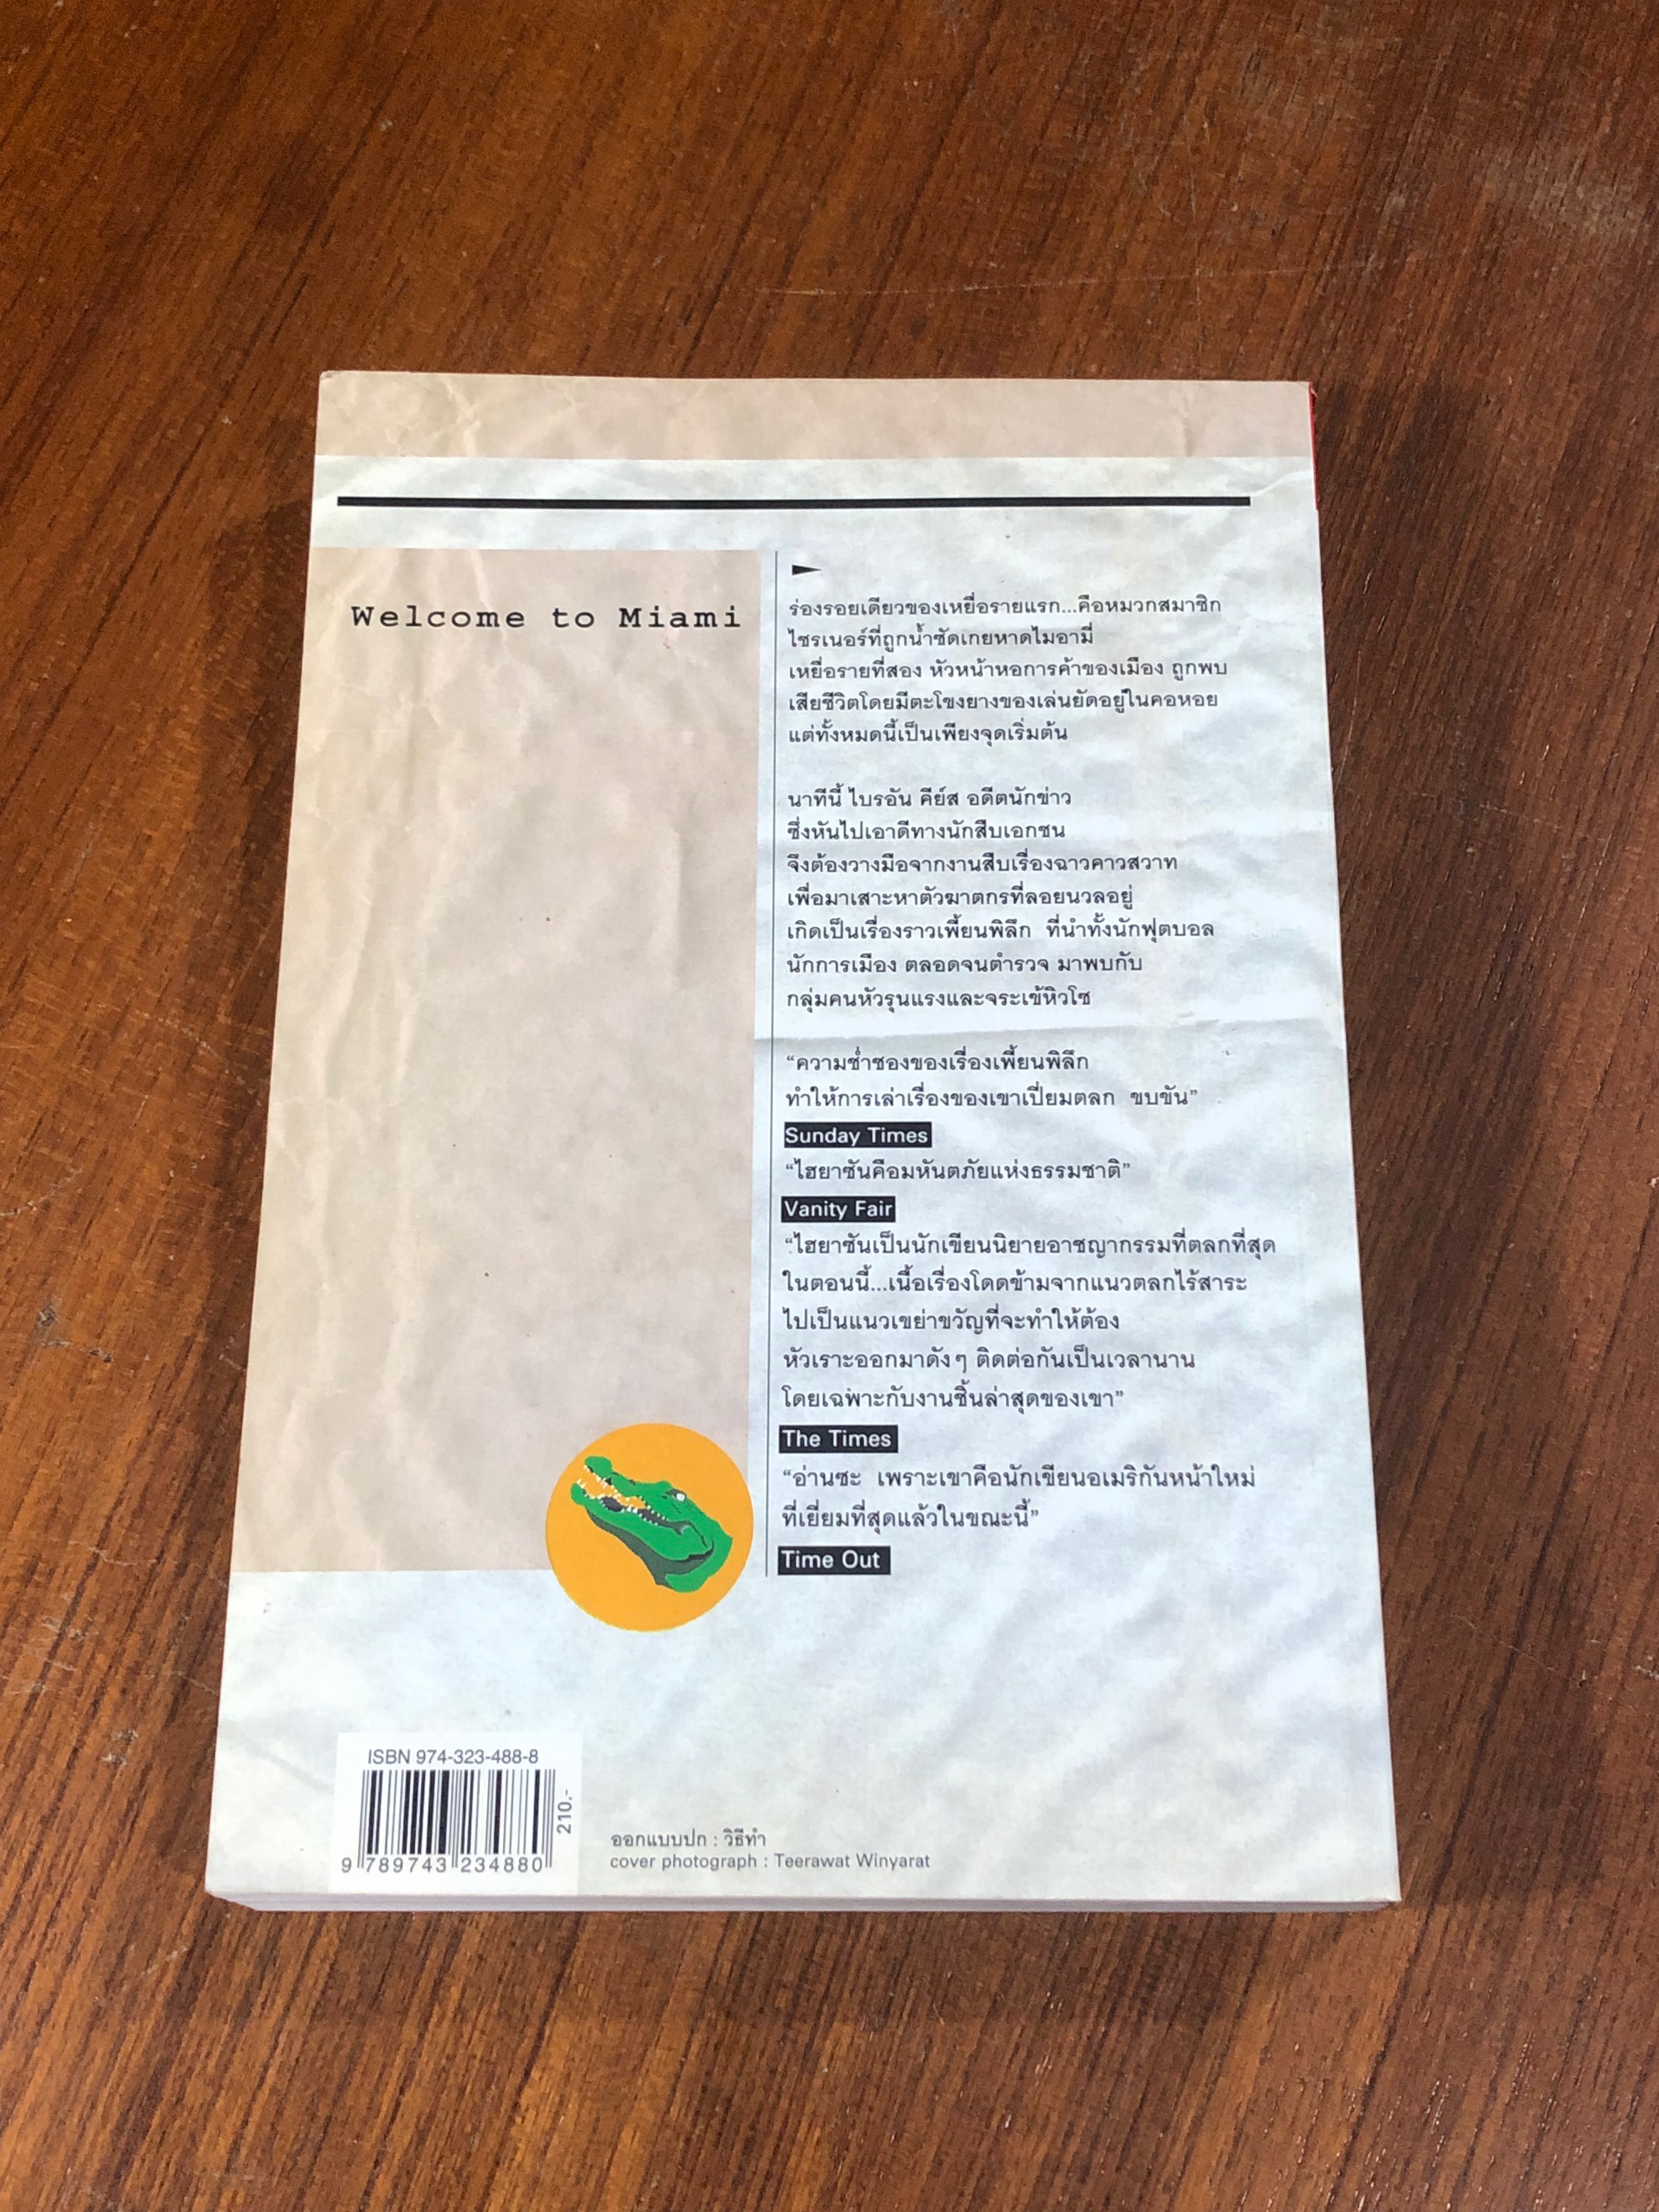 Welcome to Miami
ร่องรอยเดียวของเหยื่อรายแรก...คือหมวกสมาชิก
ไชรเนอร์ที่ถูกน้ำซัดเกยหาดไมอามี่
เหยื่อรายที่สอง หัวหน้าหอการค้าของเมือง ถูกพบ
เสียชีวิตโดยมีตะโขงยางของเล่นยัดอยู่ในคอหอย
แต่ทั้งหมดนี้เป็นเพียงจุดเริ่มต้น
นาทีนี้ ไบรอัน คีย์ส อดีตนักข่าว
ซึ่งหันไปเอาดีทางนักสืบเอกชน
จึงต้องวางมือจากงานสืบเรื่องฉาวคาวสวาท
เพื่อมาเสาะหาตัวฆาตกรที่ลอยนวลอยู่
เกิดเป็นเรื่องราวเพี้ยนพิลึก ที่นำทั้งนักฟุตบอล
นักการเมือง ตลอดจนตำรวจ มาพบกับ
กลุ่มคนหัวรุนแรงและจระเข้หิวโซ
“ความช่ำชองของเรื่องเพี้ยนพิลึก
ทำให้การเล่าเรื่องของเขาเปี่ยมตลก ขบขัน”
Sunday Times
“ไฮยาซันคือมหันตภัยแห่งธรรมชาติ”
Vanity Fair
“ไฮยาซันเป็นนักเขียนนิยายอาชญากรรมที่ตลกที่สุด
ในตอนนี้...เนื้อเรื่องโดดข้ามจากแนวตลกไร้สาระ
ไปเป็นแนวเขย่าขวัญที่จะทำให้ต้อง
หัวเราะออกมาดังๆ ติดต่อกันเป็นเวลานาน
โดยเฉพาะกับงานชิ้นล่าสุดของเขา”
The Times
“อ่านซะ เพราะเขาคือนักเขียนอเมริกันหน้าใหม่
ที่เยี่ยมที่สุดแล้วในขณะนี้”
Time Out
ISBN 974-323-488-8
210.-
9 789743 234880
ออกแบบปก : วิธีทำ
cover photograph : Teerawat Winyarat